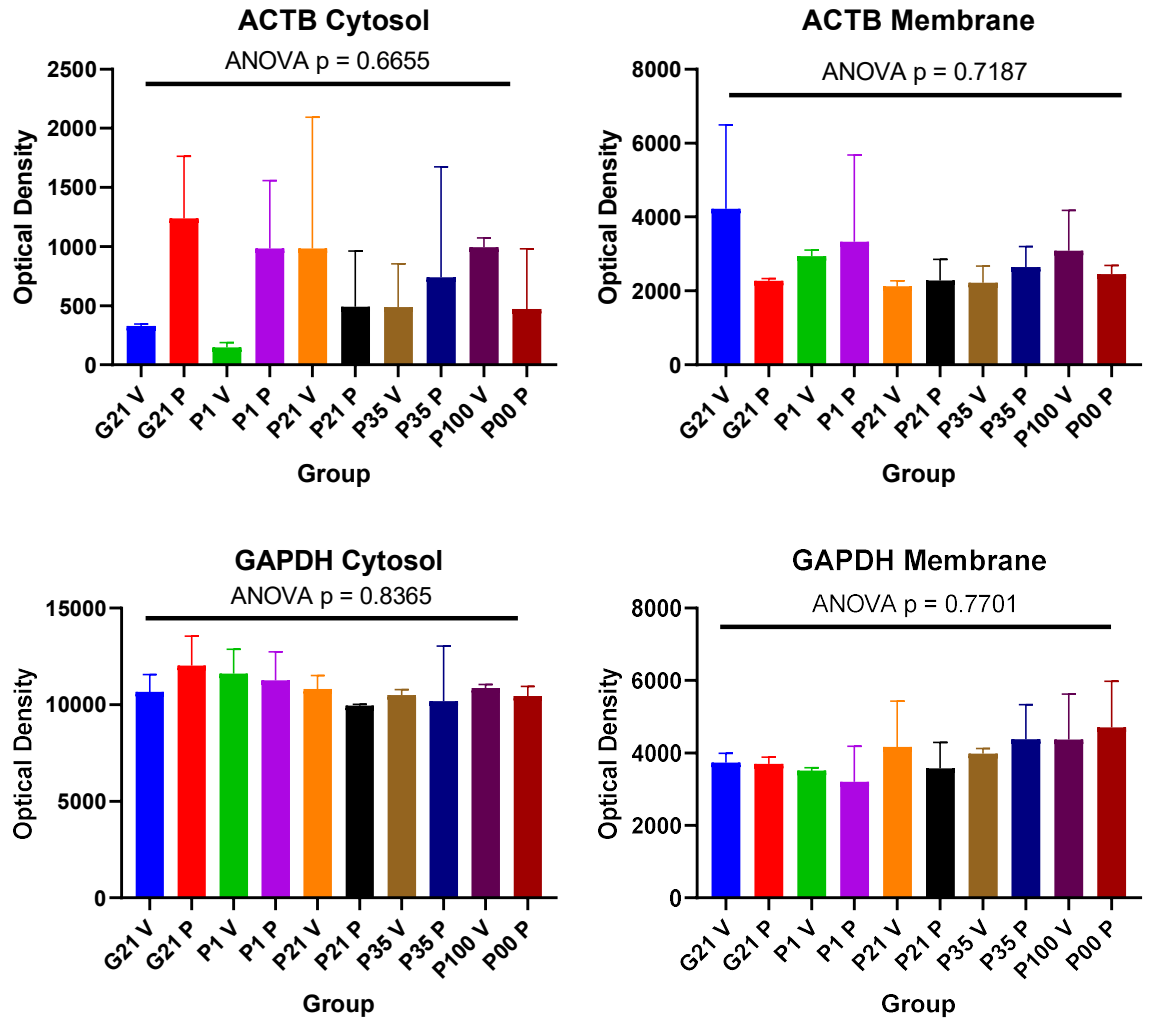 ACTB Cytosol
ANOVA p = 0.6655
Optical Density
2500
2000
1500
1000
500
0
G21 V
G21 P
P1 V
P1 P
P21 V
P21 P
P35 V
P35 P
P100 V
P00 P
Group
ACTB Membrane
ANOVA p = 0.7187
Optical Density
8000
6000
4000
2000
0
G21 V
G21 P
P1 V
P1 P
P21 V
P21 P
P35 V
P35 P
P100 V
P00 P
Group
GAPDH Cytosol
ANOVA p = 0.8365
Optical Density
15000
10000
5000
0
G21 V
G21 P
P1 V
P1 P
P21 V
P21 P
P35 V
P35 P
P100 V
P00 P
Group
GAPDH Membrane
ANOVA p = 0.7701
Optical Density
8000
6000
4000
2000
0
G21 V
G21 P
P1 V
P1 P
P21 V
P21 P
P35 V
P35 P
P100 V
P00 P
Group